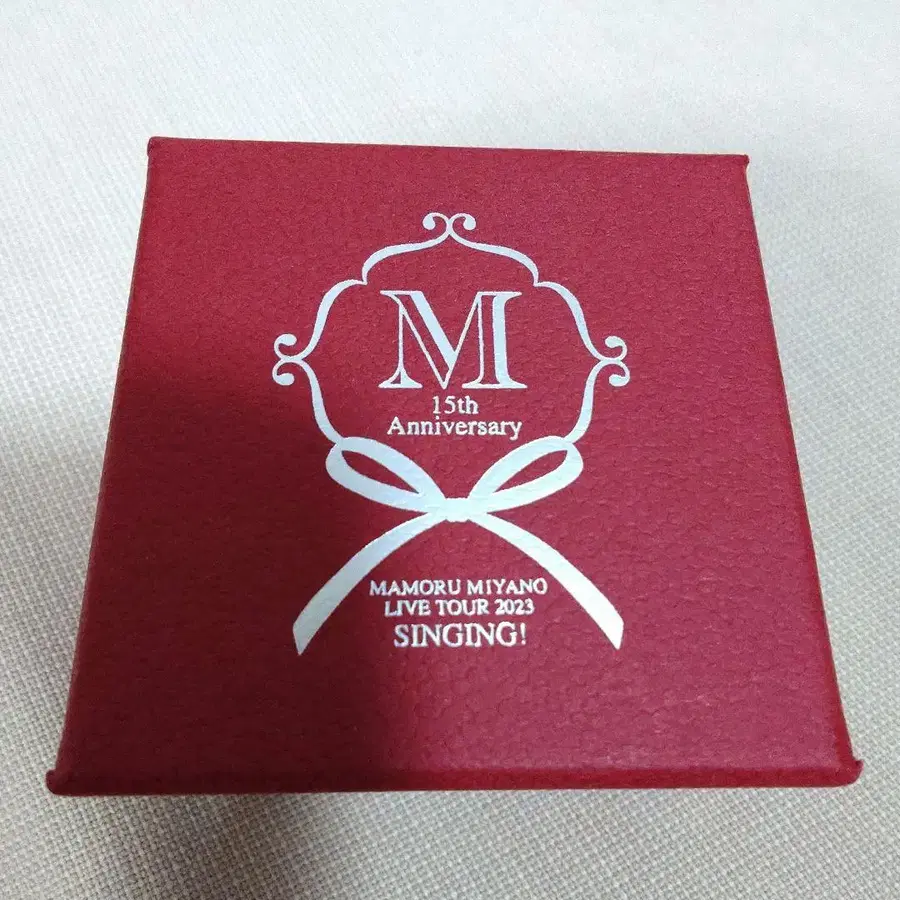 M
15th
Anniversary
MAMORU MIYANO
LIVE TOUR 2023
SINGING!